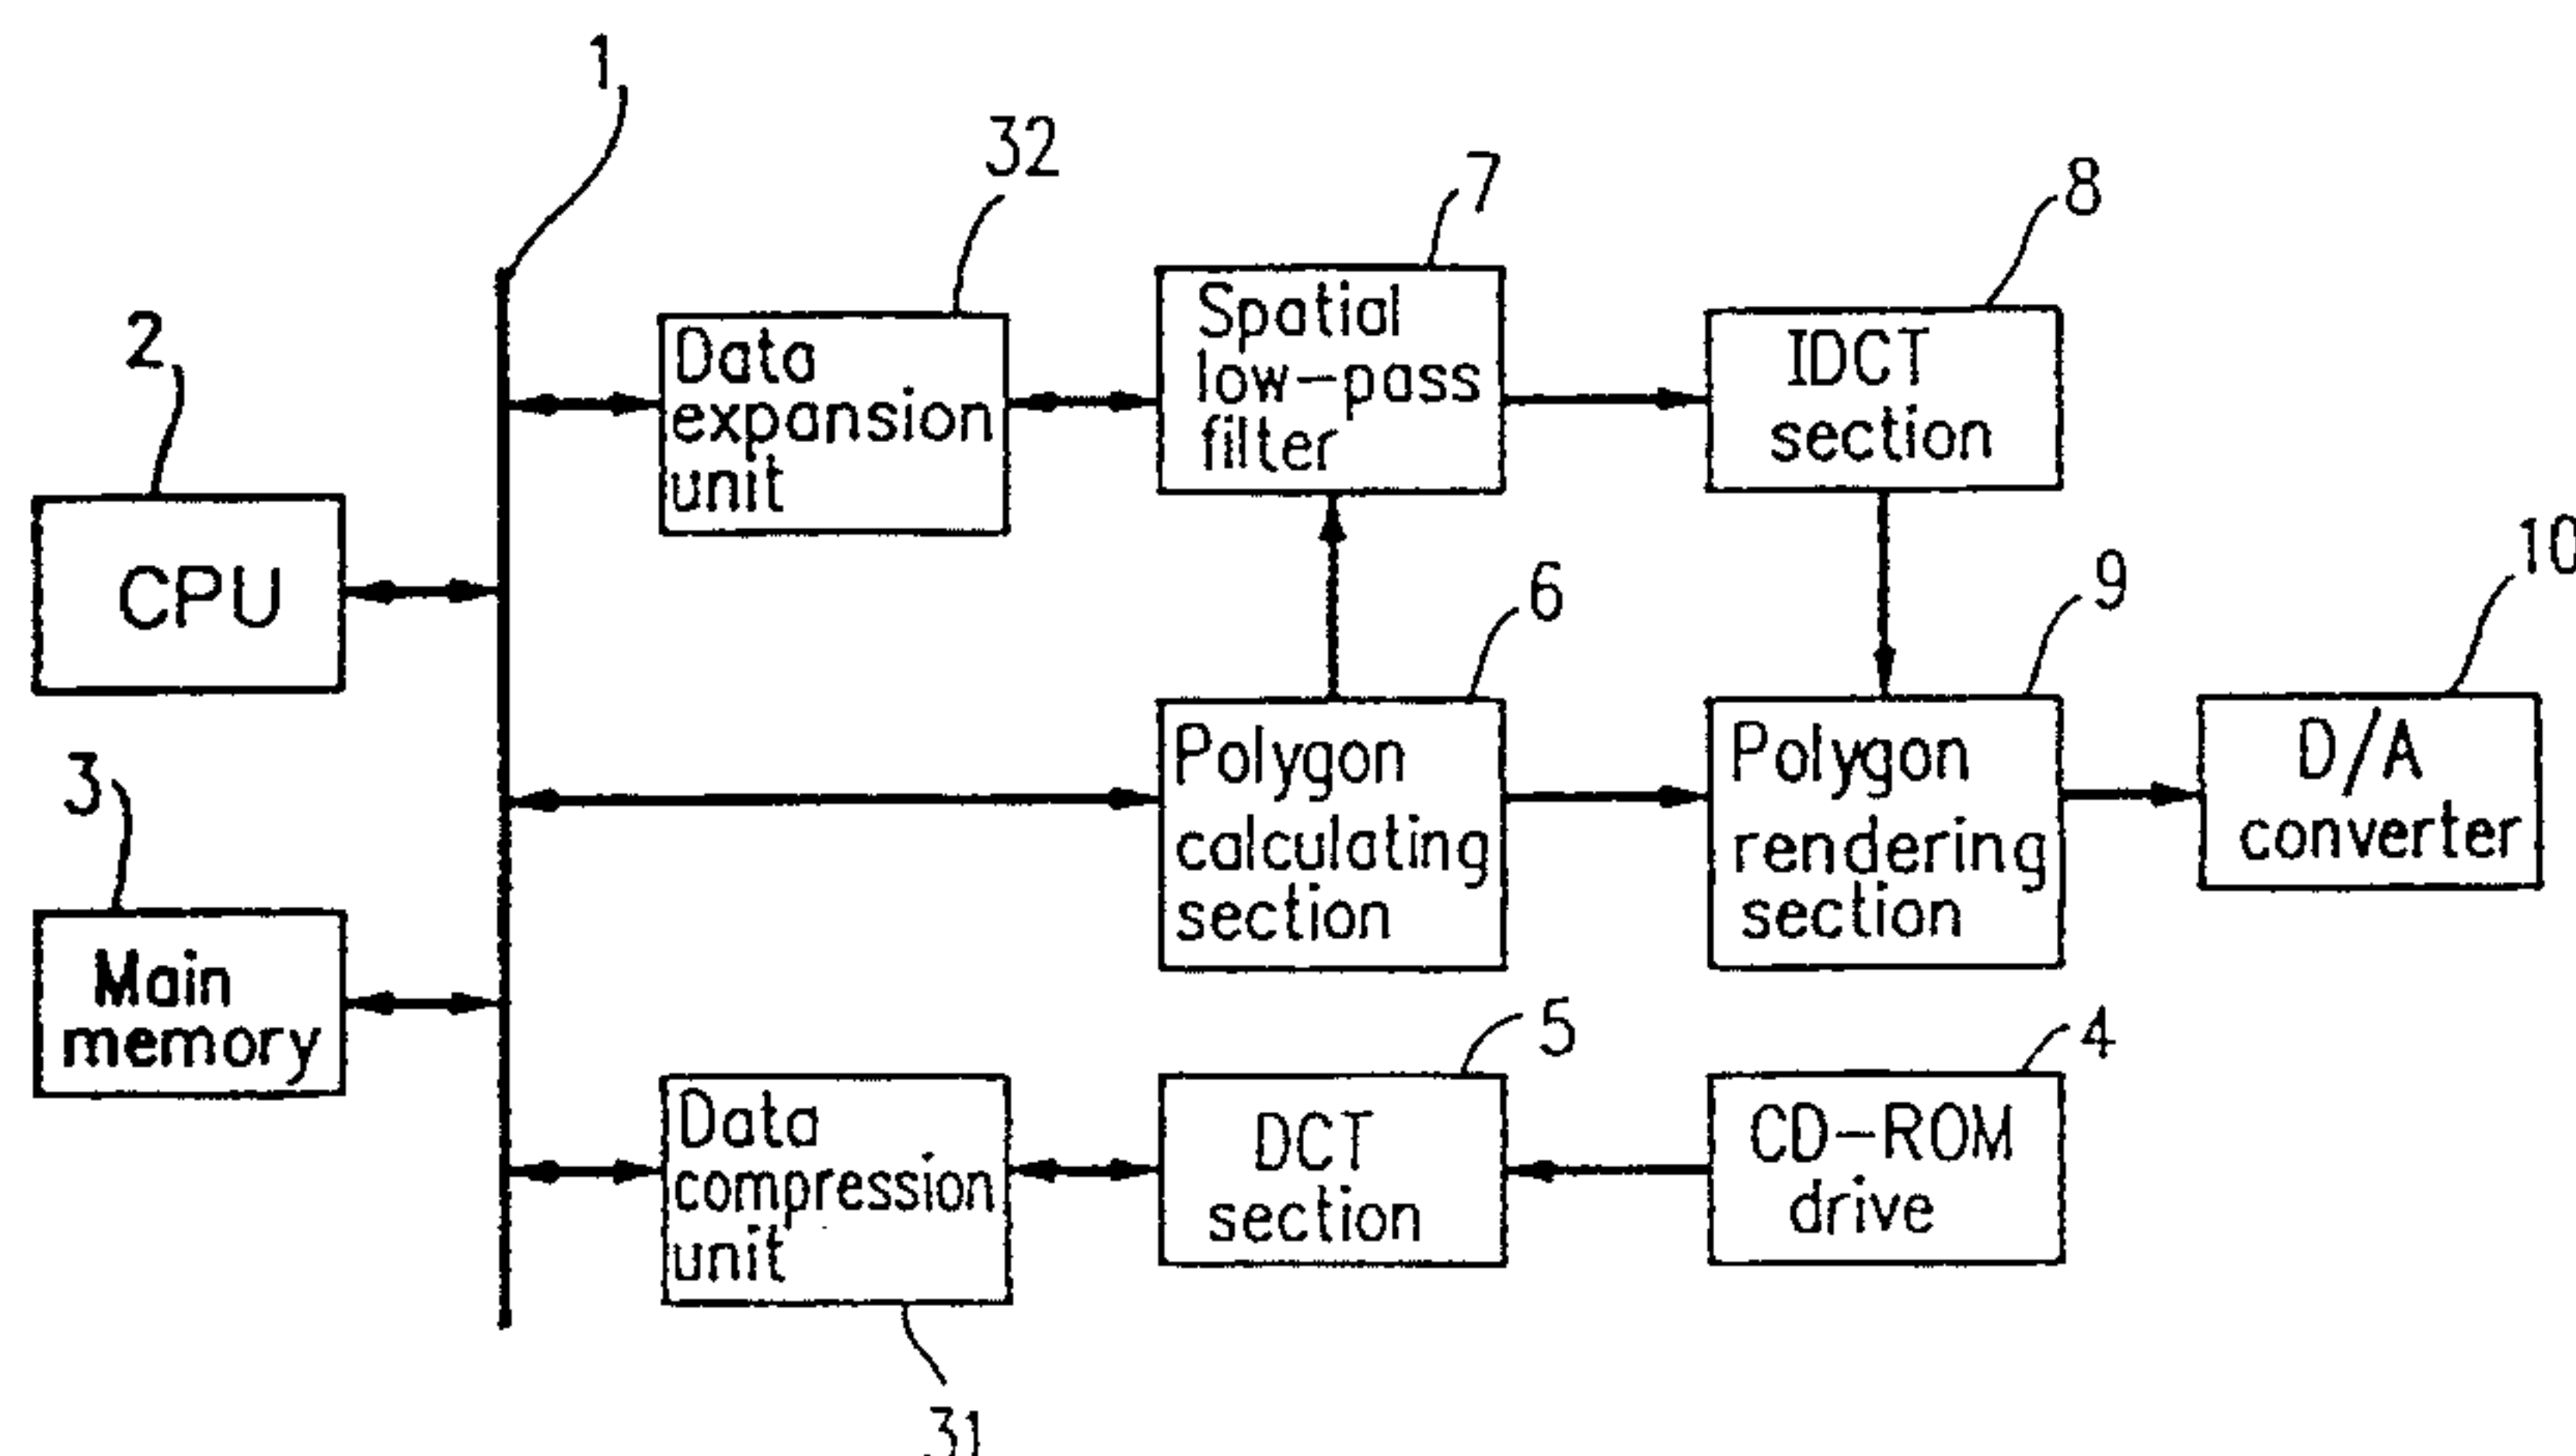 1
32
7
8
2
Data
expansion
unit
Spatial
low-pass
filter
IDCT
section
CPU
6
9
10
3
Polygon
calculating
section
Polygon
rendering
section
D/A
converter
Main
memory
5
4
Data
compression
unit
DCT
section
CD-ROM
drive
31